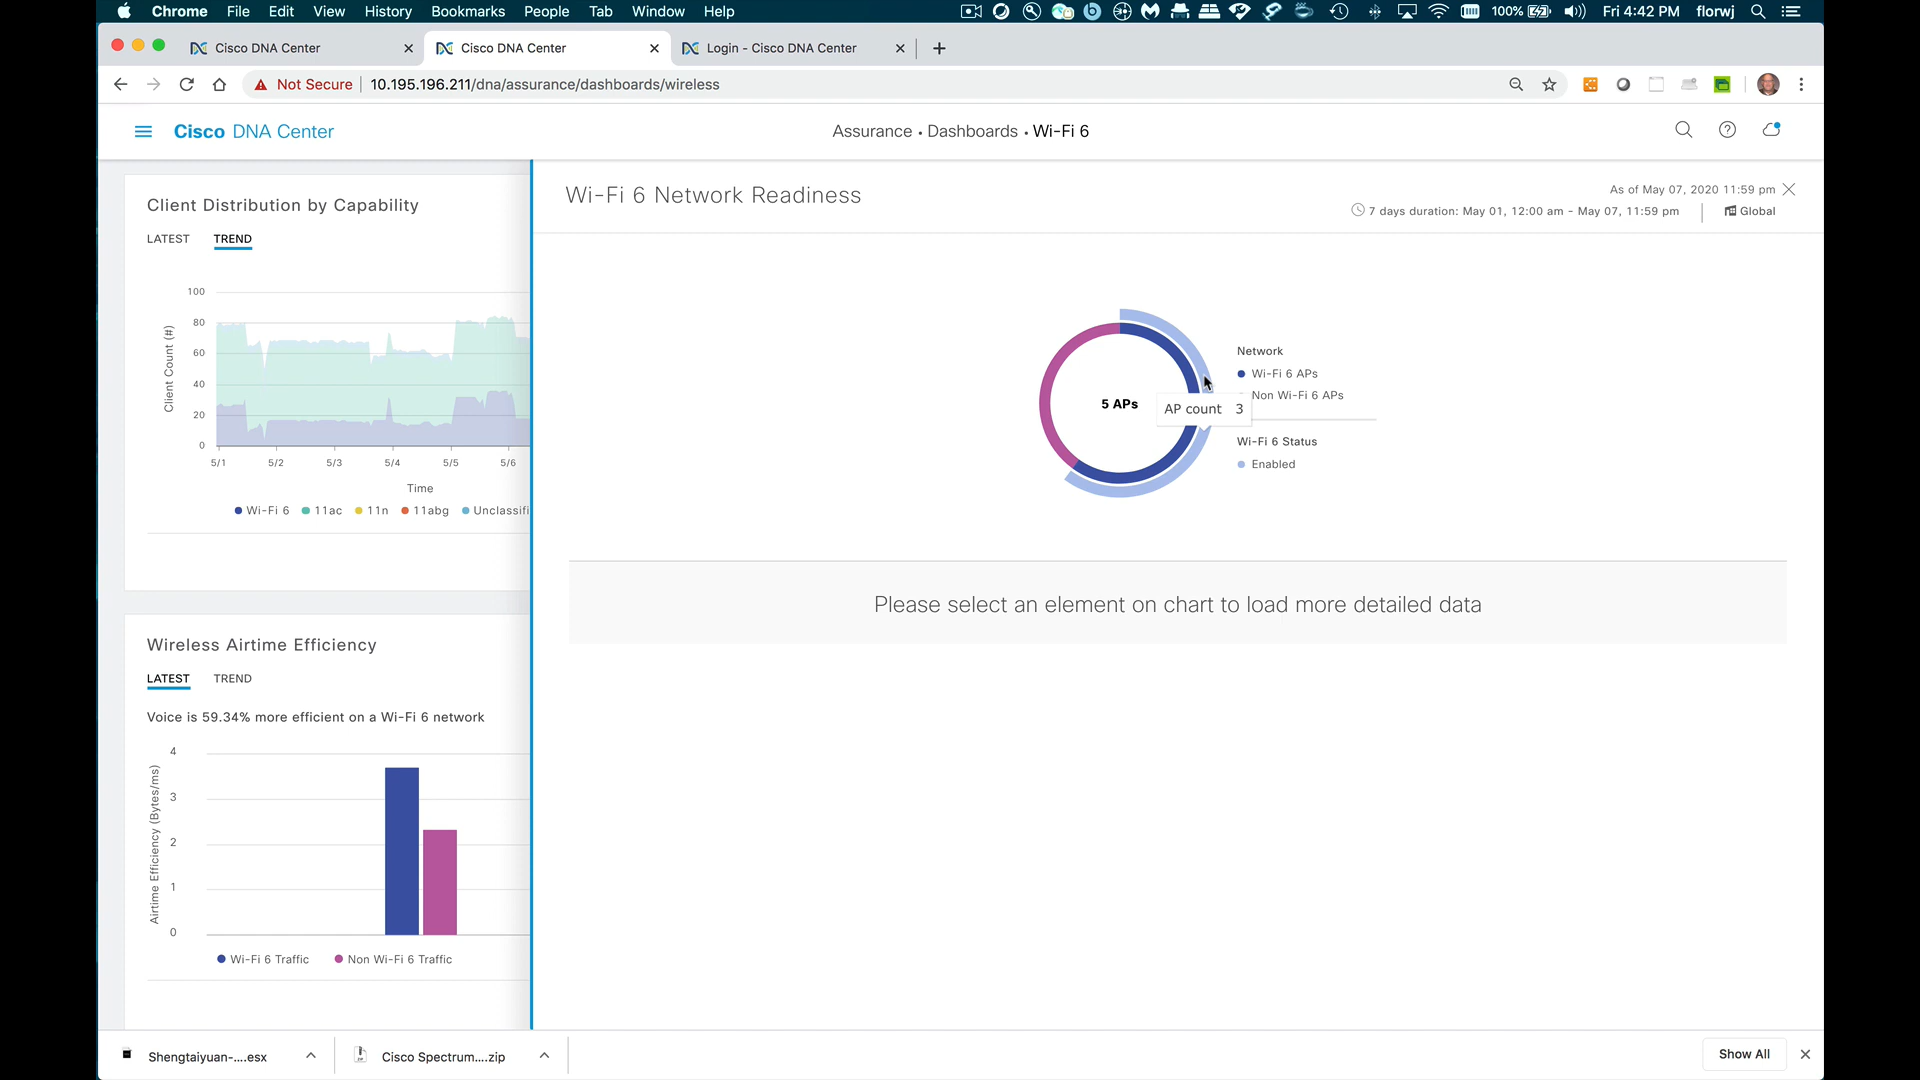 Chrome File Edit View History Bookmarks People Tab Window Help 100% Fri 4:42 PM florwj
Cisco DNA Center Cisco DNA Center Login - Cisco DNA Center
Not Secure 10.195.196.211/dna/assurance/dashboards/wireless
Cisco DNA Center Assurance • Dashboards • Wi-Fi 6
Client Distribution by Capability
LATEST TREND
100
80
60
40
20
0
Client Count (#)
5/1 5/2 5/3 5/4 5/5 5/6
Time
Wi-Fi 6 11ac 11n 11abg Unclassifi
Wireless Airtime Efficiency
LATEST TREND
Voice is 59.34% more efficient on a Wi-Fi 6 network
4
3
2
1
0
Airtime Efficiency (Bytes/ms)
Wi-Fi 6 Traffic Non Wi-Fi 6 Traffic
Wi-Fi 6 Network Readiness
As of May 07, 2020 11:59 pm
7 days duration: May 01, 12:00 am - May 07, 11:59 pm Global
5 APs
AP count 3
Network
Wi-Fi 6 APs
Non Wi-Fi 6 APs
Wi-Fi 6 Status
Enabled
Please select an element on chart to load more detailed data
Shengtaiyuan-....esx Cisco Spectrum....zip Show All